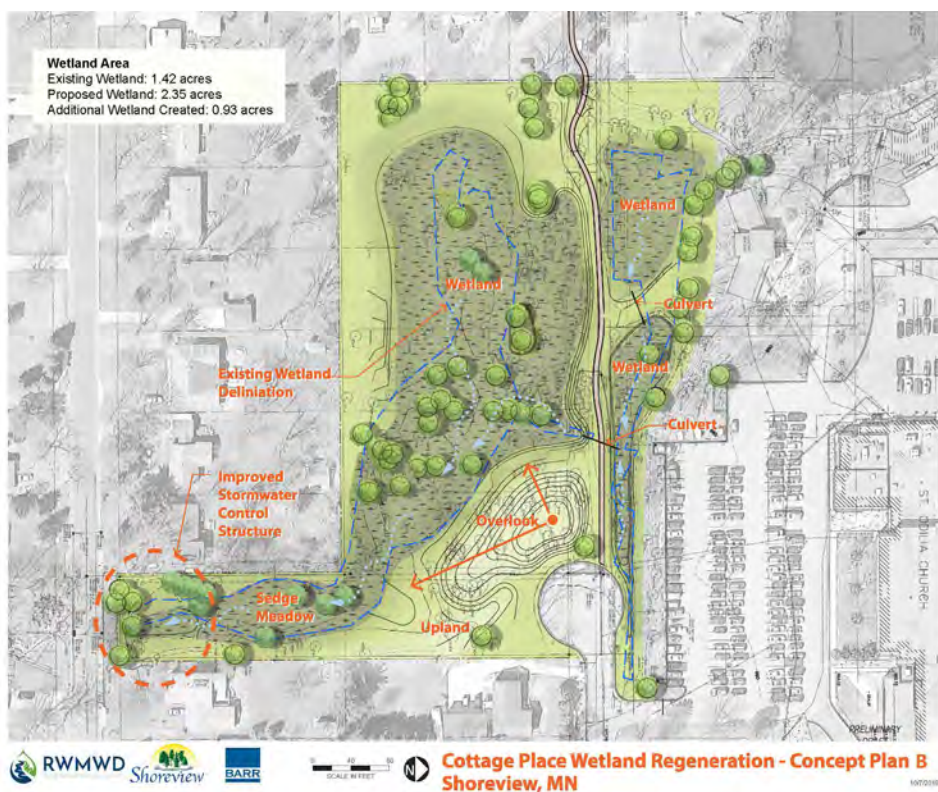 Wetland Area
Existing Wetland: 1.42 acres
Proposed Wetland: 2.35 acres
Additional Wetland Created: 0.93 acres
Wetland
Wetland
Culvert
Existing Wetland
Deliniation
Wetland
Culvert
Improved
Stormwater
Control
Structure
Overlook
Sedge
Meadow
Upland
ST. ODILIA CHURCH
PRELIMINARY
RWMWD
Shoreview
BARR
SCALE IN FEET
N
Cottage Place Wetland Regeneration - Concept Plan B
Shoreview, MN